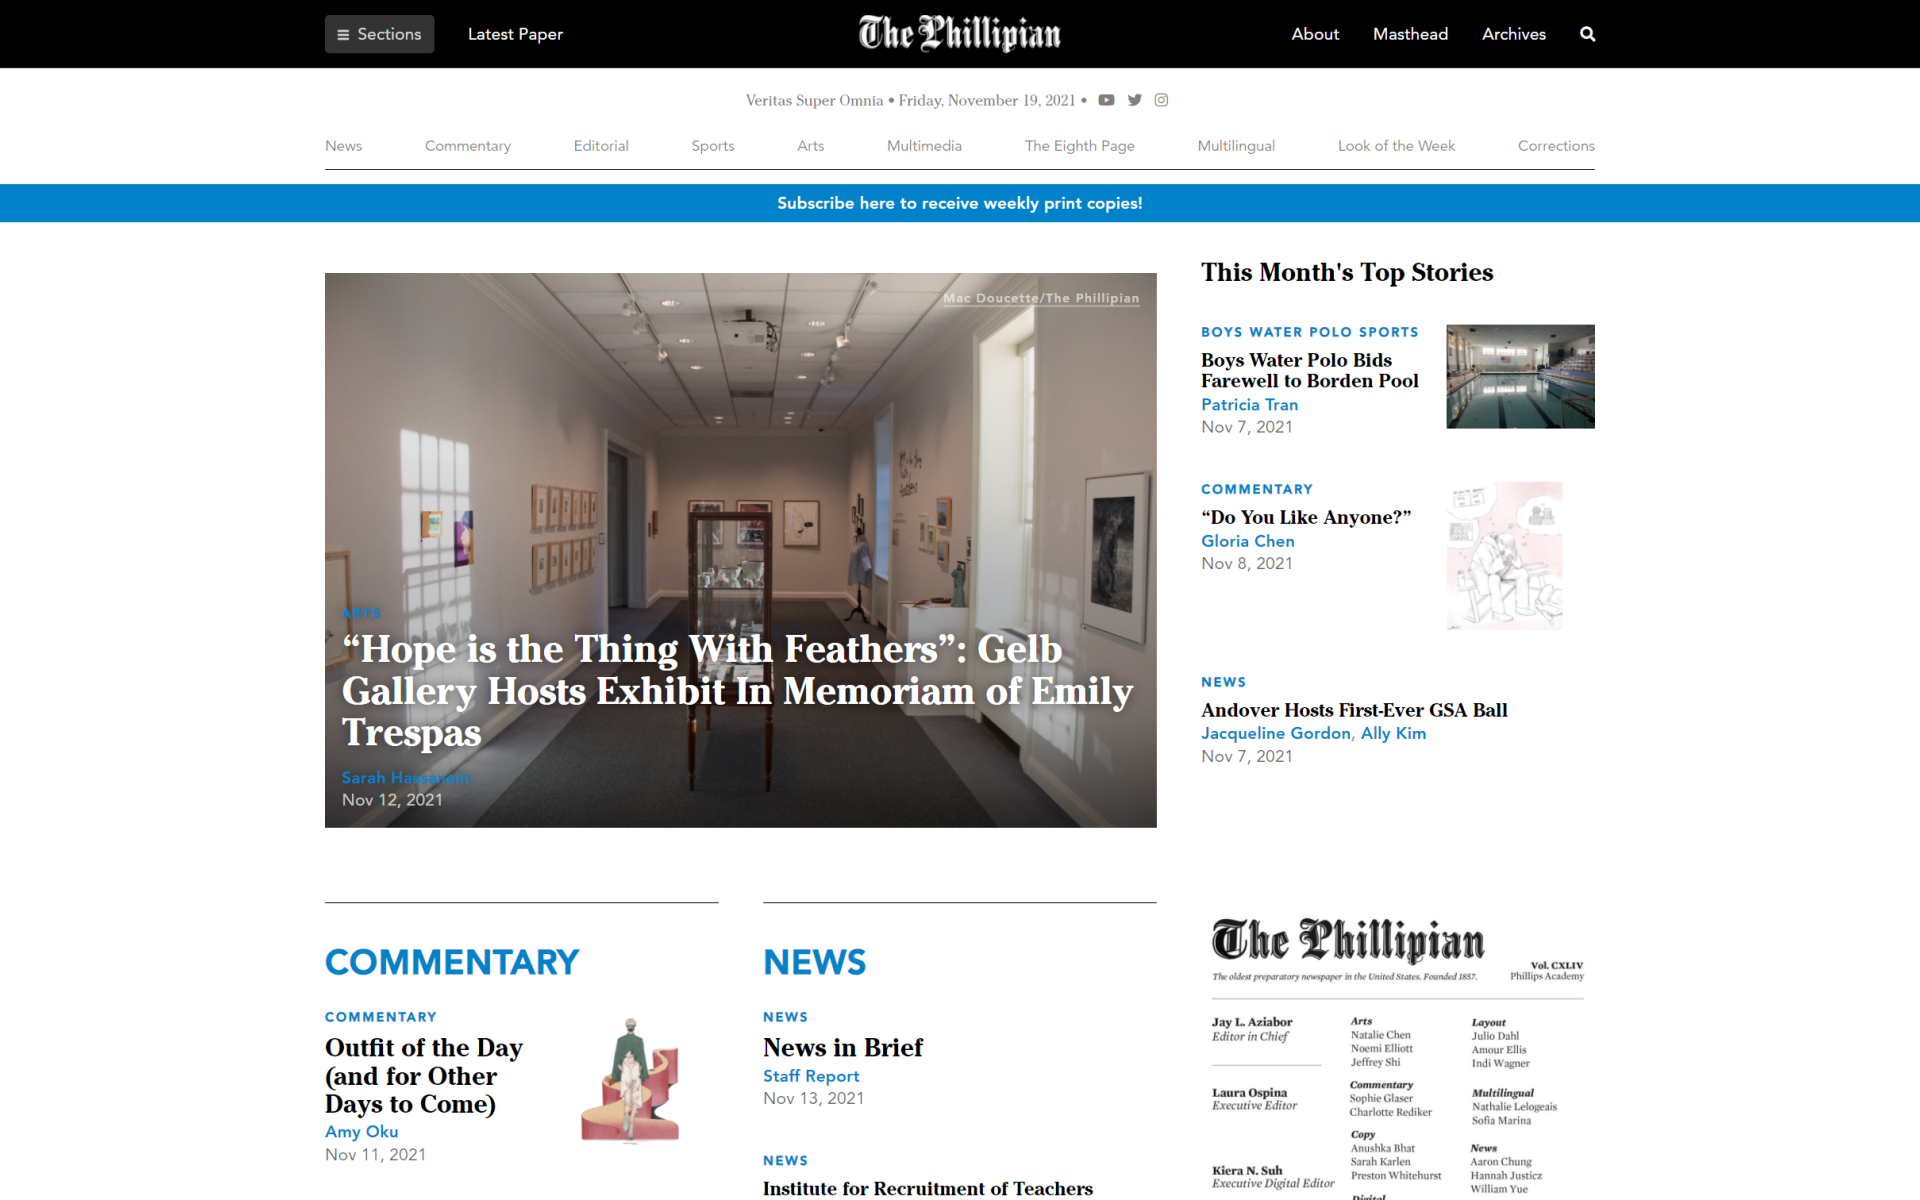 Sections
Latest Paper
The Phillipian
About
Masthead
Archives
Veritas Super Omnia • Friday, November 19, 2021 •
News
Commentary
Editorial
Sports
Arts
Multimedia
The Eighth Page
Multilingual
Look of the Week
Corrections
Subscribe here to receive weekly print copies!
Mac Doucette/The Phillipian
ARTS
“Hope is the Thing With Feathers”: Gelb
Gallery Hosts Exhibit In Memoriam of Emily
Trespas
Sarah Hassanein
Nov 12, 2021
This Month's Top Stories
BOYS WATER POLO SPORTS
Boys Water Polo Bids
Farewell to Borden Pool
Patricia Tran
Nov 7, 2021
COMMENTARY
“Do You Like Anyone?”
Gloria Chen
Nov 8, 2021
NEWS
Andover Hosts First-Ever GSA Ball
Jacqueline Gordon, Ally Kim
Nov 7, 2021
COMMENTARY
COMMENTARY
Outfit of the Day
(and for Other
Days to Come)
Amy Oku
Nov 11, 2021
NEWS
NEWS
News in Brief
Staff Report
Nov 13, 2021
NEWS
Institute for Recruitment of Teachers
The Phillipian
The oldest preparatory newspaper in the United States. Founded 1857.
Vol. CXLIV
Phillips Academy
Jay L. Aziabor
Editor in Chief
Laura Ospina
Executive Editor
Kiera N. Suh
Executive Digital Editor
Arts
Natalie Chen
Noemi Elliott
Jeffrey Shi
Commentary
Sophie Glaser
Charlotte Rediker
Copy
Anushka Bhat
Sarah Karlen
Preston Whitehurst
Digital
Layout
Julio Dahl
Amour Ellis
Indi Wagner
Multilingual
Nathalie Lelogeais
Sofia Marina
News
Aaron Chung
Hannah Justicz
William Yue